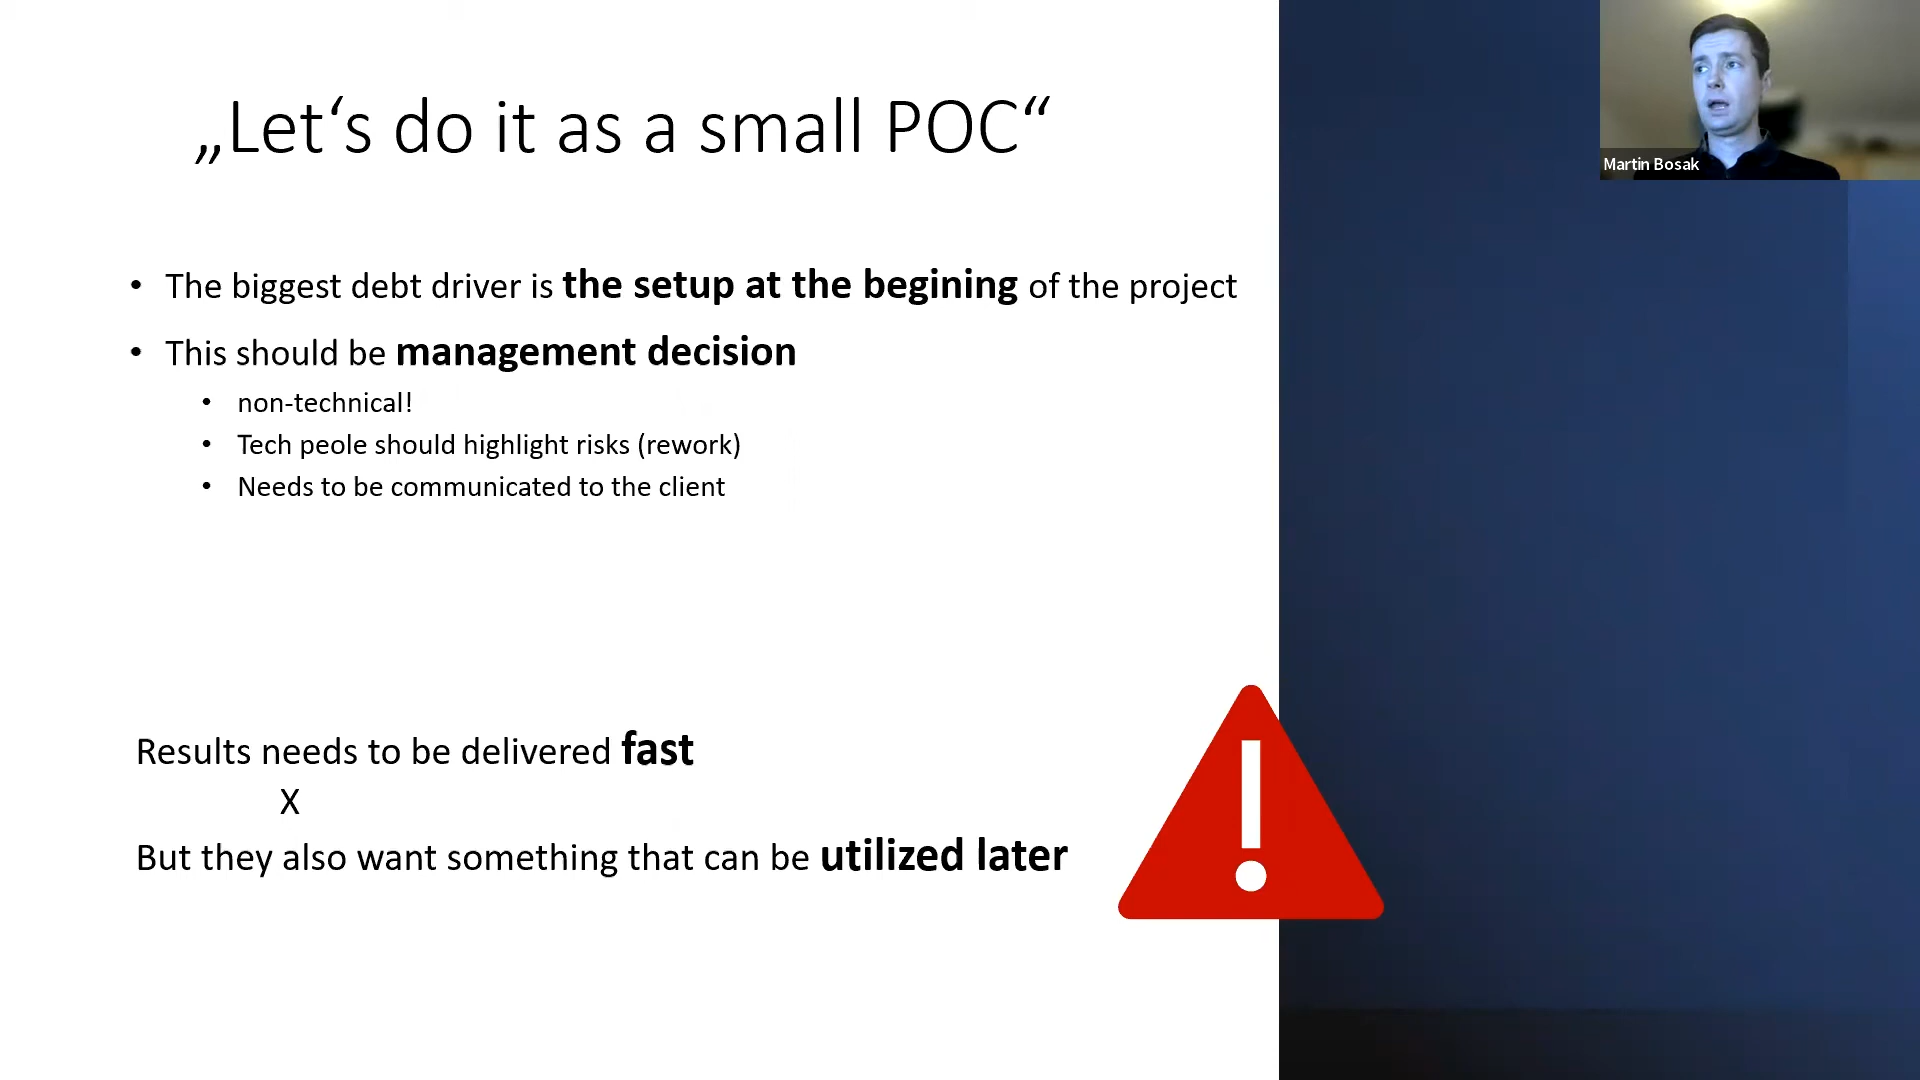 „Let‘s do it as a small POC“
Martin Bosak
• The biggest debt driver is the setup at the begining of the project
• This should be management decision
• non-technical!
• Tech peole should highlight risks (rework)
• Needs to be communicated to the client
Results needs to be delivered fast
X
But they also want something that can be utilized later